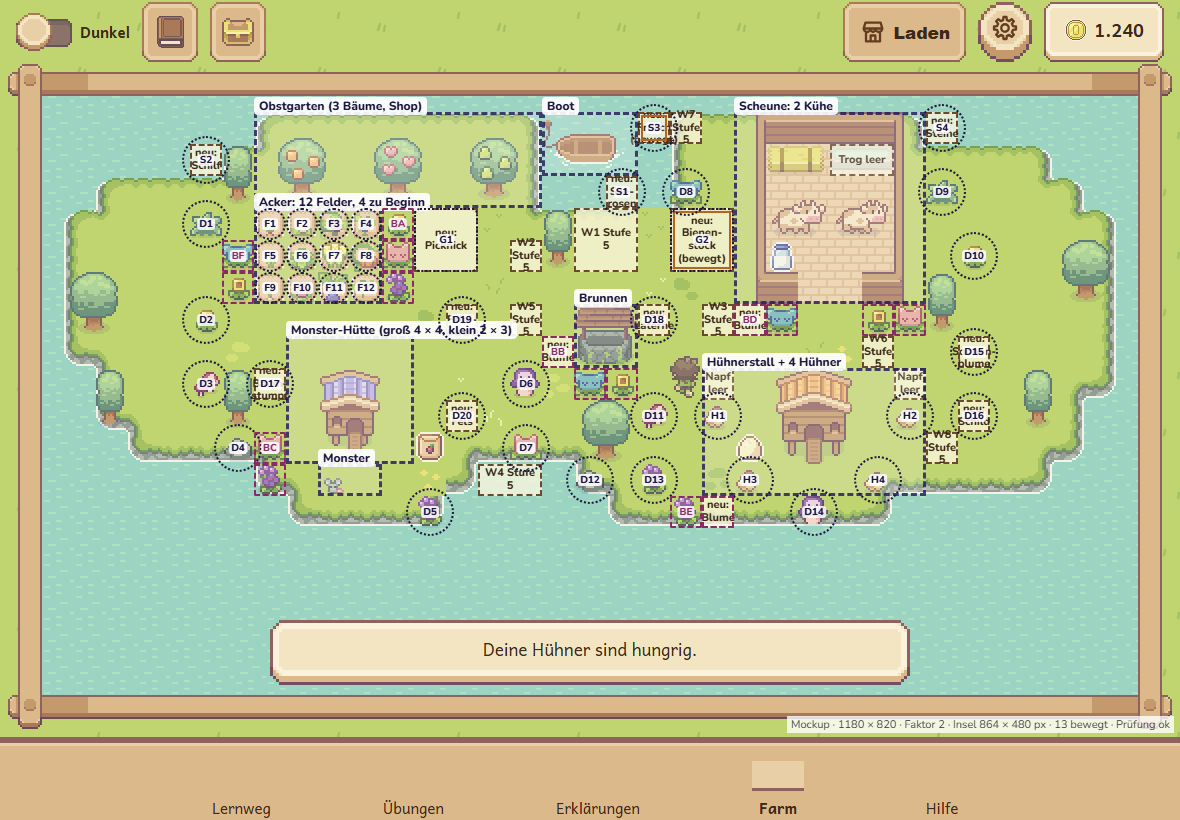 Dunkel
Laden
1.240
Obstgarten (3 Bäume, Shop)
Boot
Scheune: 2 Kühe
S2
S3
W7
Stufe
5
S4
Trog leer
S1
D8
D9
Acker: 12 Felder, 4 zu Beginn
D1
F1
F2
F3
F4
BA
neu:
Picknick
G1
W1 Stufe
5
neu:
Bienen-
stock
(bewegt)
G2
BF
F5
F6
F7
F8
W2
Stufe
5
D10
F9
F10
F11
F12
Brunnen
D2
Monster-Hütte (groß 4 × 4, klein 2 × 3)
D19
W5
Stufe
5
D18
W3
Stufe
5
BD
BB
W6
Stufe
5
D15
Hühnerstall + 4 Hühner
D3
D17
D6
Napf
leer
Napf
leer
D20
D11
H1
H2
D16
D4
BC
D7
W8
Stufe
5
Monster
W4 Stufe
5
D12
D13
H3
H4
D5
BE
neu:
Blume
D14
Deine Hühner sind hungrig.
Mockup · 1180 × 820 · Faktor 2 · Insel 864 × 480 px · 13 bewegt · Prüfung ok
Lernweg
Übungen
Erklärungen
Farm
Hilfe